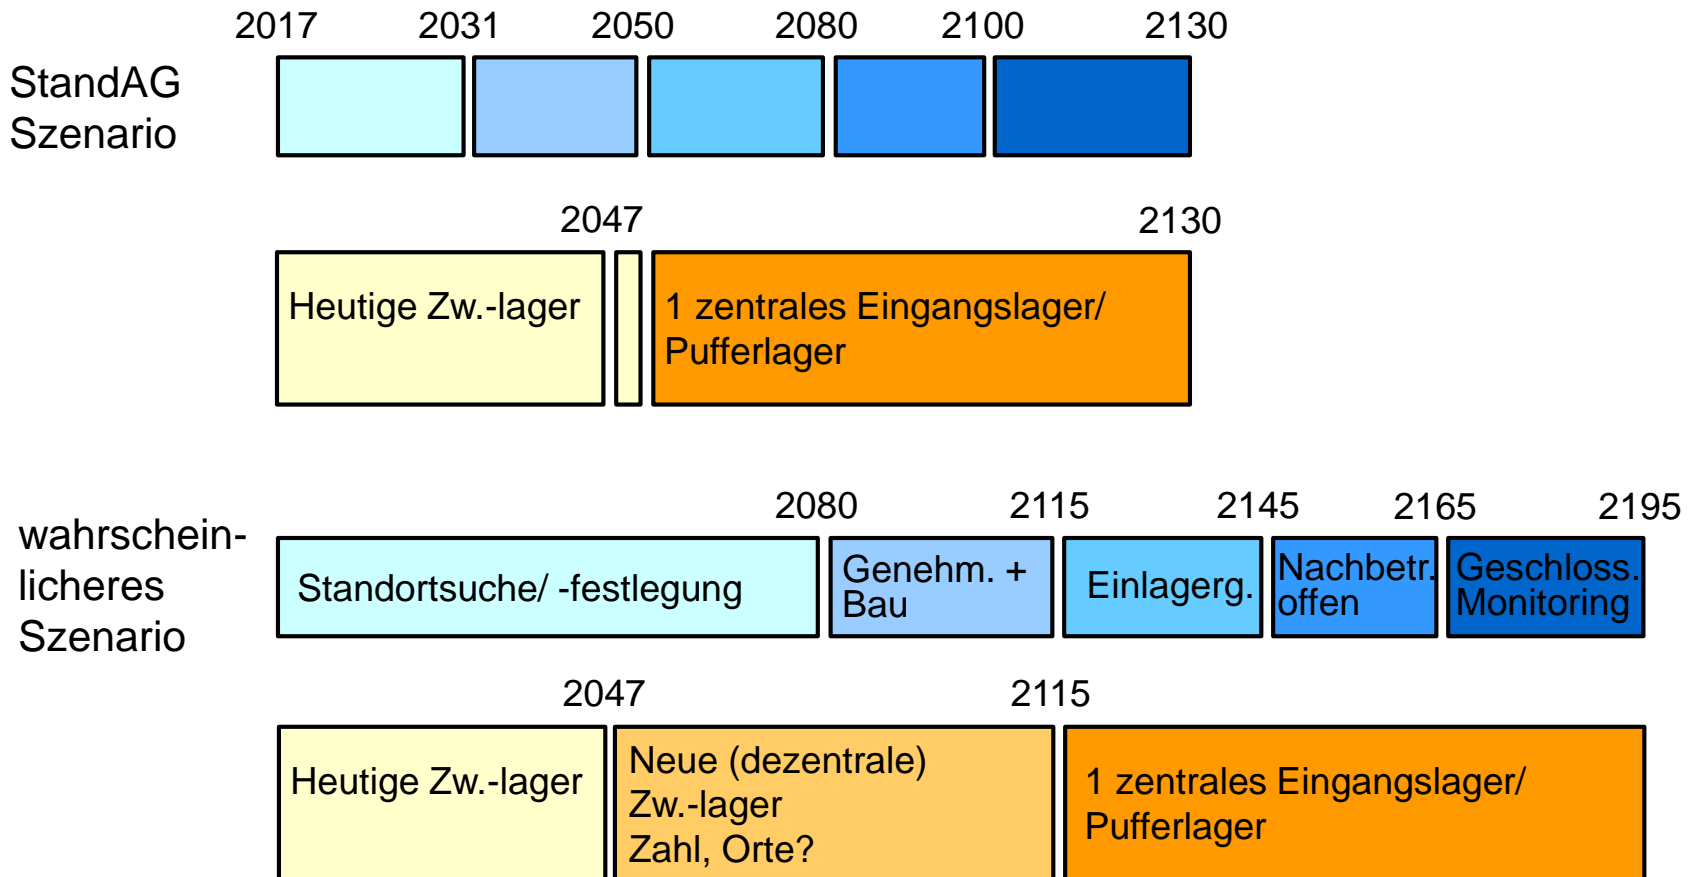 2017 2031 2050 2080 2100 2130
StandAG
Szenario
2047 2130
Heutige Zw.-lager
1 zentrales Eingangslager/
Pufferlager
2080 2115 2145 2165 2195
wahrschein-
licheres
Szenario
Standortsuche/ -festlegung
Genehm. +
Bau
Einlagerg.
Nachbetr.
offen
Geschloss.
Monitoring
2047 2115
Heutige Zw.-lager
Neue (dezentrale)
Zw.-lager
Zahl, Orte?
1 zentrales Eingangslager/
Pufferlager